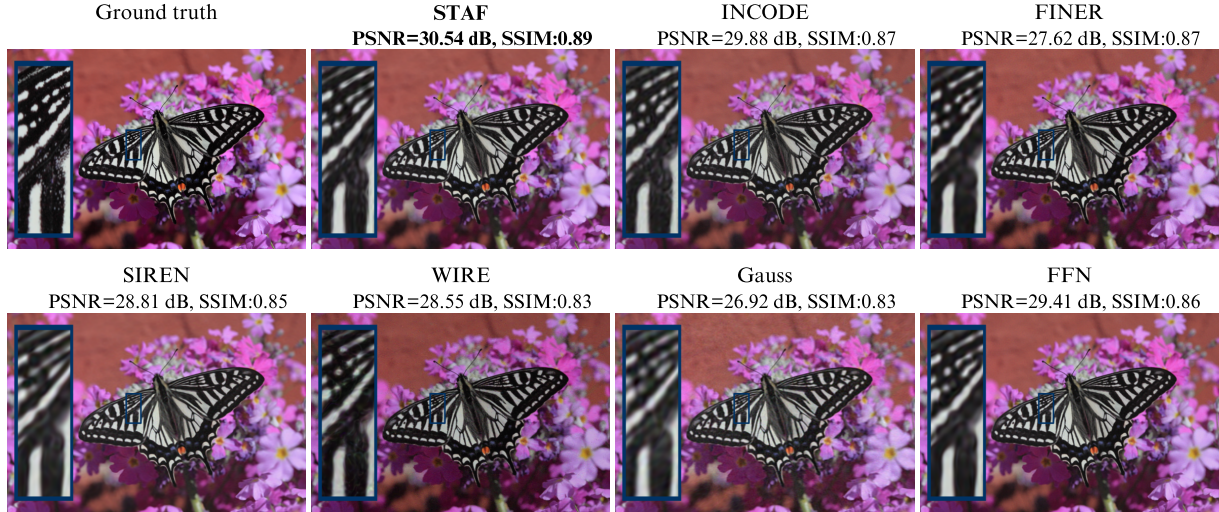 Ground truth
STAF
PSNR=30.54 dB, SSIM:0.89
INCODE
PSNR=29.88 dB, SSIM:0.87
FINER
PSNR=27.62 dB, SSIM:0.87
SIREN
PSNR=28.81 dB, SSIM:0.85
WIRE
PSNR=28.55 dB, SSIM:0.83
Gauss
PSNR=26.92 dB, SSIM:0.83
FFN
PSNR=29.41 dB, SSIM:0.86